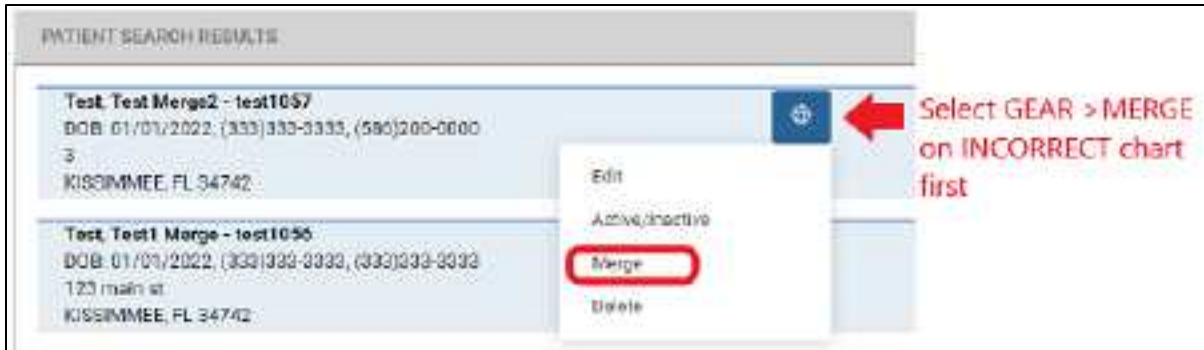 PATIENT SEARCH RESULTS
Test, Test Merge2 - test1057
DOB: 01/01/2022, (333)333-3333, (580)200-0000
3
KISSIMMEE, FL 34742
Test, Test1 Merge - test1056
DOB: 01/01/2022, (333)333-3333, (333)333-3333
123 main st
KISSIMMEE, FL 34742
Edit
Active/Inactive
Merge
Delete
Select GEAR > MERGE
on INCORRECT chart
first